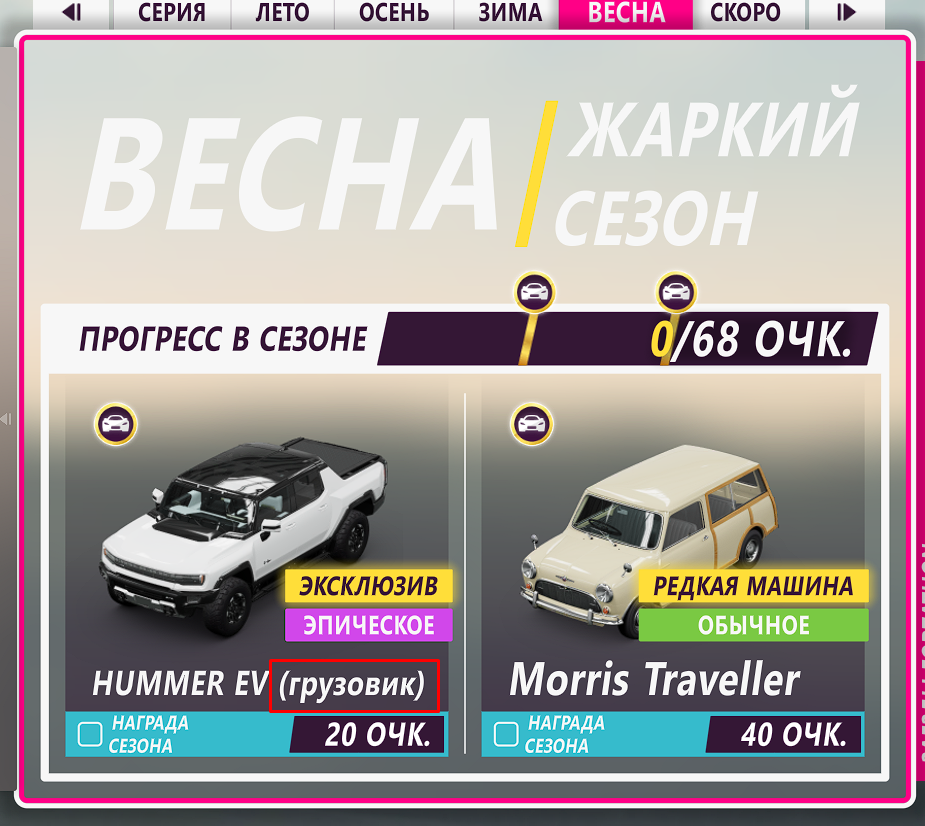 СЕРИЯ ЛЕТО ОСЕНЬ ЗИМА ВЕСНА СКОРО
ВЕСНА
ЖАРКИЙ
СЕЗОН
ПРОГРЕСС В СЕЗОНЕ
0/68 ОЧК.
ЭКСКЛЮЗИВ
ЭПИЧЕСКОЕ
HUMMER EV (грузовик)
НАГРАДА
СЕЗОНА
20 ОЧК.
РЕДКАЯ МАШИНА
ОБЫЧНОЕ
Morris Traveller
НАГРАДА
СЕЗОНА
40 ОЧК.